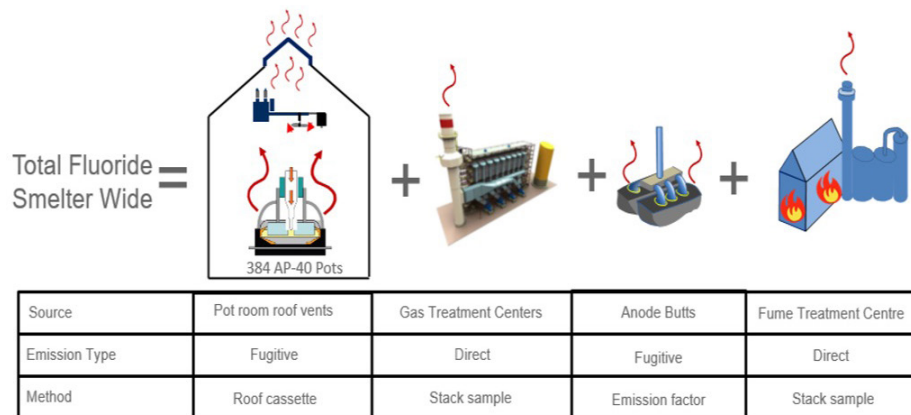 Total Fluoride
Smelter Wide
=
+
+
+
384 AP-40 Pots
Source Pot room roof vents Gas Treatment Centers Anode Butts Fume Treatment Centre
Emission Type Fugitive Direct Fugitive Direct
Method Roof cassette Stack sample Emission factor Stack sample